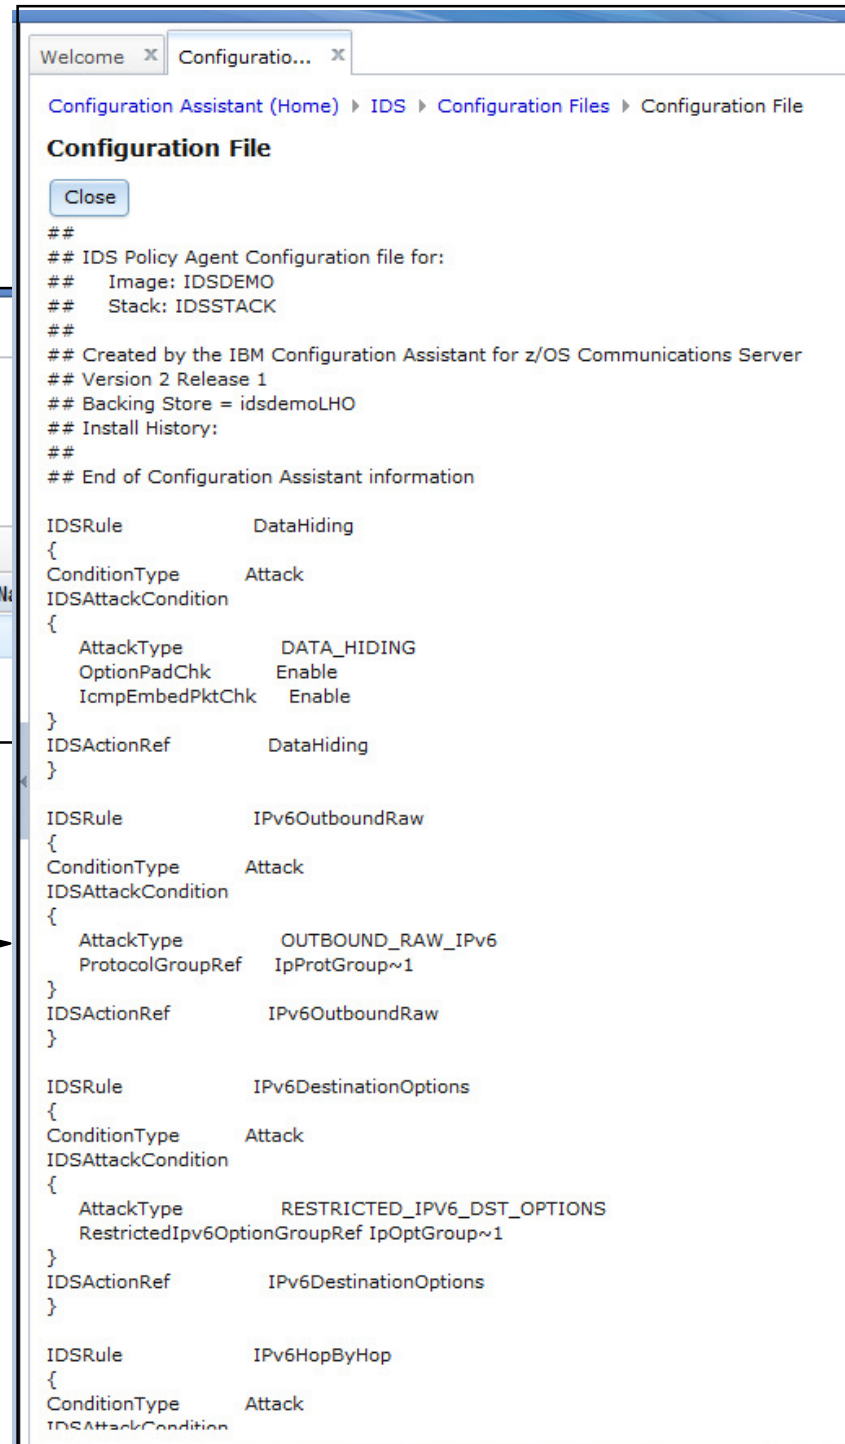 Welcome x Configuratio... x
Configuration Assistant (Home) ▸ IDS ▸ Configuration Files ▸ Configuration File
Configuration File
Close
##
## IDS Policy Agent Configuration file for:
## Image: IDSDEMO
## Stack: IDSSTACK
##
## Created by the IBM Configuration Assistant for z/OS Communications Server
## Version 2 Release 1
## Backing Store = idsdemoLHO
## Install History:
##
## End of Configuration Assistant information
IDSRule DataHiding
{
ConditionType Attack
IDSAttackCondition
{
AttackType DATA_HIDING
OptionPadChk Enable
IcmpEmbedPktChk Enable
}
IDSActionRef DataHiding
}
IDSRule IPv6OutboundRaw
{
ConditionType Attack
IDSAttackCondition
{
AttackType OUTBOUND_RAW_IPv6
ProtocolGroupRef IpProtGroup~1
}
IDSActionRef IPv6OutboundRaw
}
IDSRule IPv6DestinationOptions
{
ConditionType Attack
IDSAttackCondition
{
AttackType RESTRICTED_IPV6_DST_OPTIONS
RestrictedIpv6OptionGroupRef IpOptGroup~1
}
IDSActionRef IPv6DestinationOptions
}
IDSRule IPv6HopByHop
{
ConditionType Attack
IDSAttackCondition